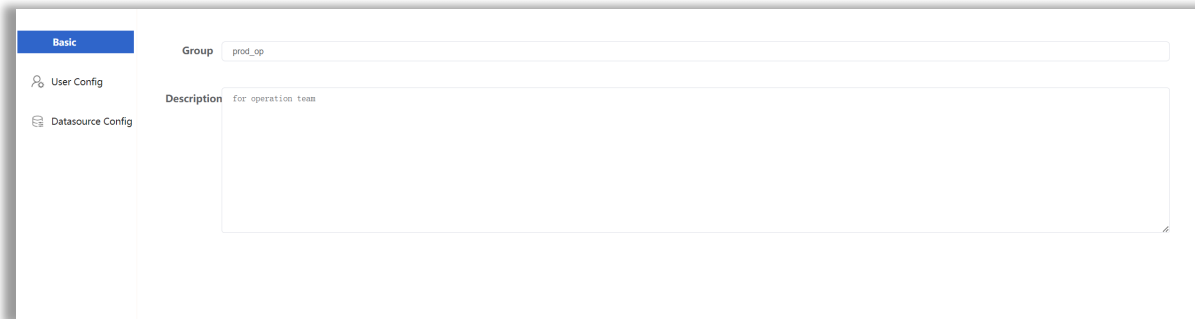 Basic
User Config
Datasource Config
Group
prod_op
Description
for operation team